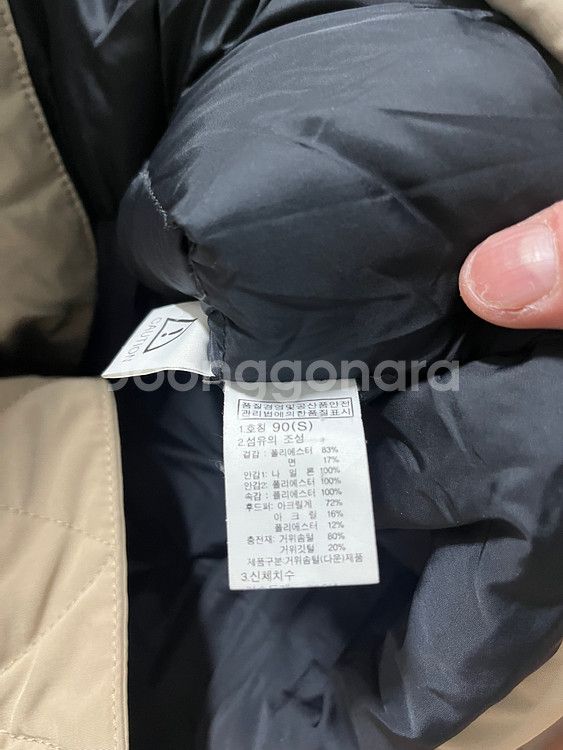 CAUTION
Joonggonara
품질경영및공산품안전
관리법에의한품질표시
1.호칭 90(S)
2.섬유의 조성
겉감: 폴리에스터 83%
면 17%
안감1: 나 일 론 100%
안감2: 폴리에스터 100%
속감: 폴리에스터 100%
후드퍼: 아크릴계 72%
아 크 릴 16%
폴리에스터 12%
충전재: 거위솜털 80%
거위깃털 20%
제품구분:거위솜털(다운)제품
3.신체치수